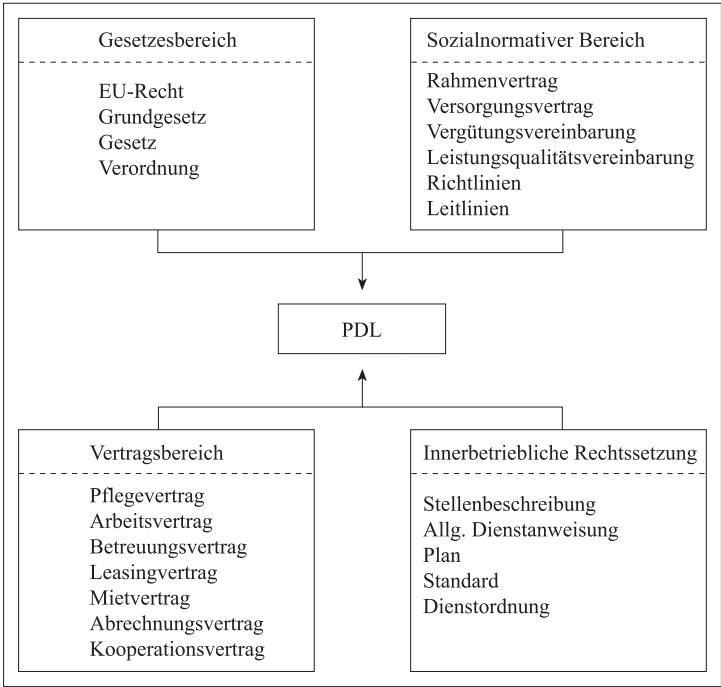 Gesetzesbereich
EU-Recht
Grundgesetz
Gesetz
Verordnung
Sozialnormativer Bereich
Rahmenvertrag
Versorgungsvertrag
Vergütungsvereinbarung
Leistungsqualitätsvereinbarung
Richtlinien
Leitlinien
PDL
Vertragsbereich
Pflegevertrag
Arbeitsvertrag
Betreuungsvertrag
Leasingvertrag
Mietvertrag
Abrechnungsvertrag
Kooperationsvertrag
Innerbetriebliche Rechtssetzung
Stellenbeschreibung
Allg. Dienstanweisung
Plan
Standard
Dienstordnung